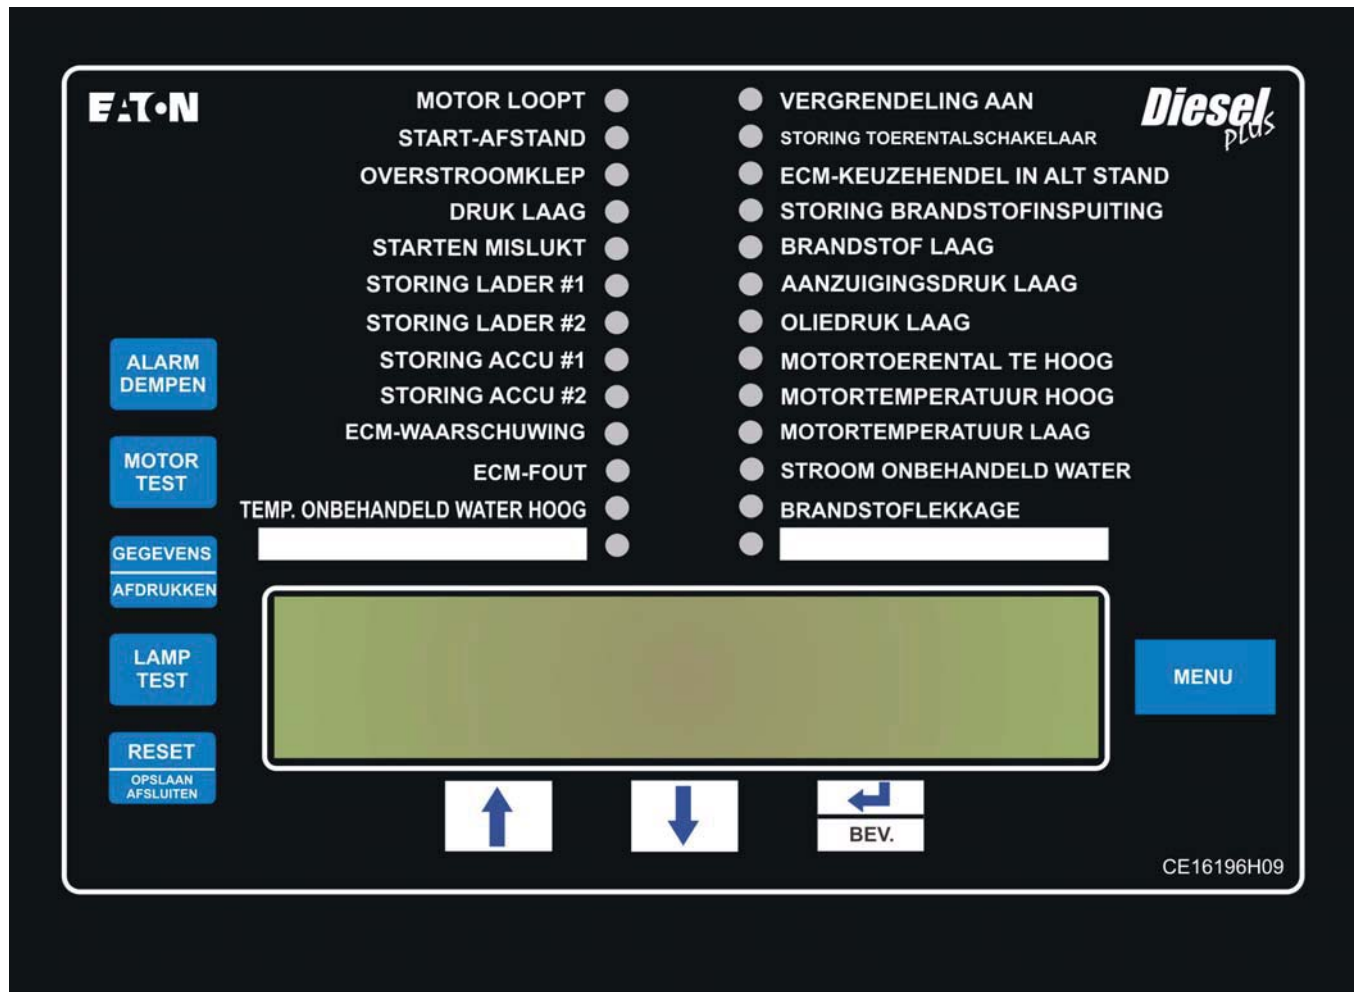 EATON
Diesel
plus
MOTOR LOOPT
START-AFSTAND
OVERSTROOMKLEP
DRUK LAAG
STARTEN MISLUKT
STORING LADER #1
STORING LADER #2
STORING ACCU #1
STORING ACCU #2
ECM-WAARSCHUWING
ECM-FOUT
TEMP. ONBEHANDELD WATER HOOG
VERGRENDELING AAN
STORING TOERENTALSCHAKELAAR
ECM-KEUZEHENDEL IN ALT STAND
STORING BRANDSTOFINSPUITING
BRANDSTOF LAAG
AANZUIGINGSDRUK LAAG
OLIEDRUK LAAG
MOTORTOERENTAL TE HOOG
MOTORTEMPERATUUR HOOG
MOTORTEMPERATUUR LAAG
STROOM ONBEHANDELD WATER
BRANDSTOFLEKKAGE
ALARM
DEMPEN
MOTOR
TEST
GEGEVENS
AFDRUKKEN
LAMP
TEST
RESET
OPSLAAN
AFSLUITEN
MENU
BEV.
CE16196H09